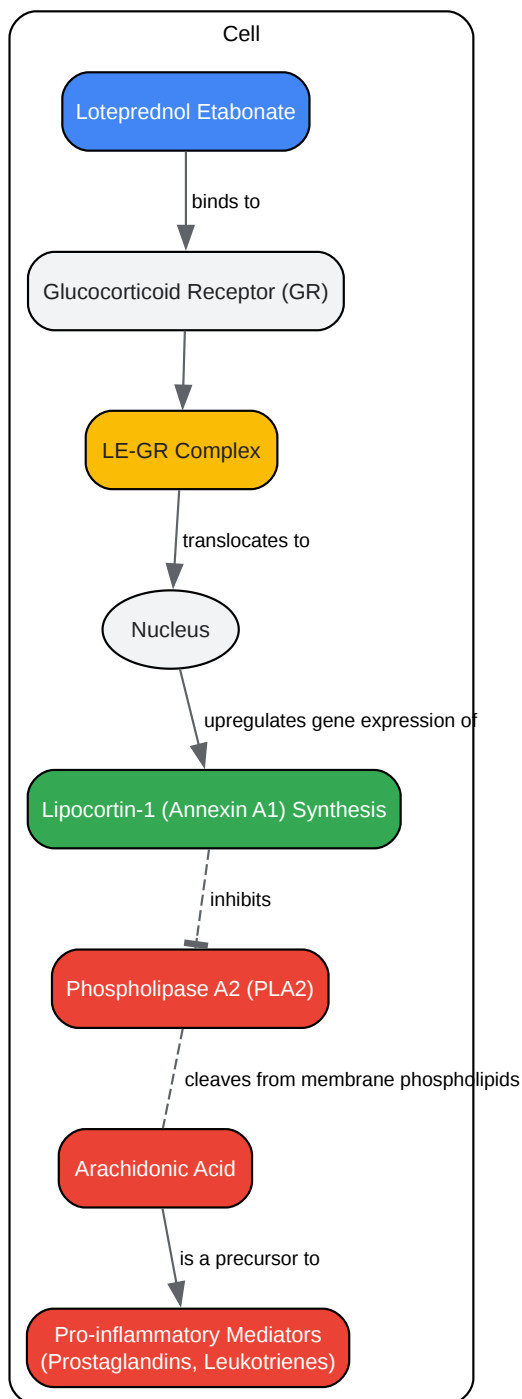 Cell
Loteprednol Etabonate
binds to
Glucocorticoid Receptor (GR)
LE-GR Complex
translocates to
Nucleus
upregulates gene expression of
Lipocortin-1 (Annexin A1) Synthesis
inhibits
Phospholipase A2 (PLA2)
cleaves from membrane phospholipids
Arachidonic Acid
is a precursor to
Pro-inflammatory Mediators
(Prostaglandins, Leukotrienes)